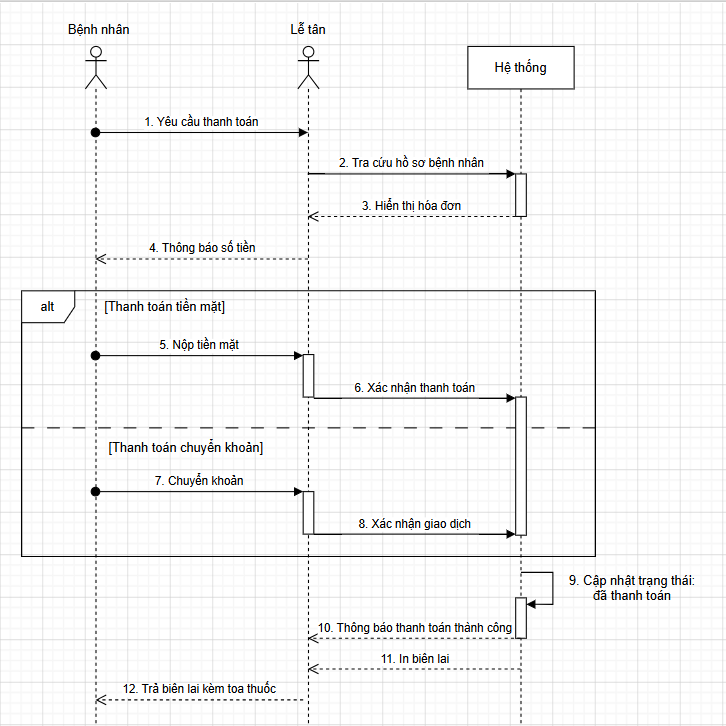 Bệnh nhân
Lễ tân
Hệ thống
1. Yêu cầu thanh toán
2. Tra cứu hồ sơ bệnh nhân
3. Hiển thị hóa đơn
4. Thông báo số tiền
alt
[Thanh toán tiền mặt]
5. Nộp tiền mặt
6. Xác nhận thanh toán
[Thanh toán chuyển khoản]
7. Chuyển khoản
8. Xác nhận giao dịch
9. Cập nhật trạng thái:
đã thanh toán
10. Thông báo thanh toán thành công
11. In biên lai
12. Trả biên lai kèm toa thuốc